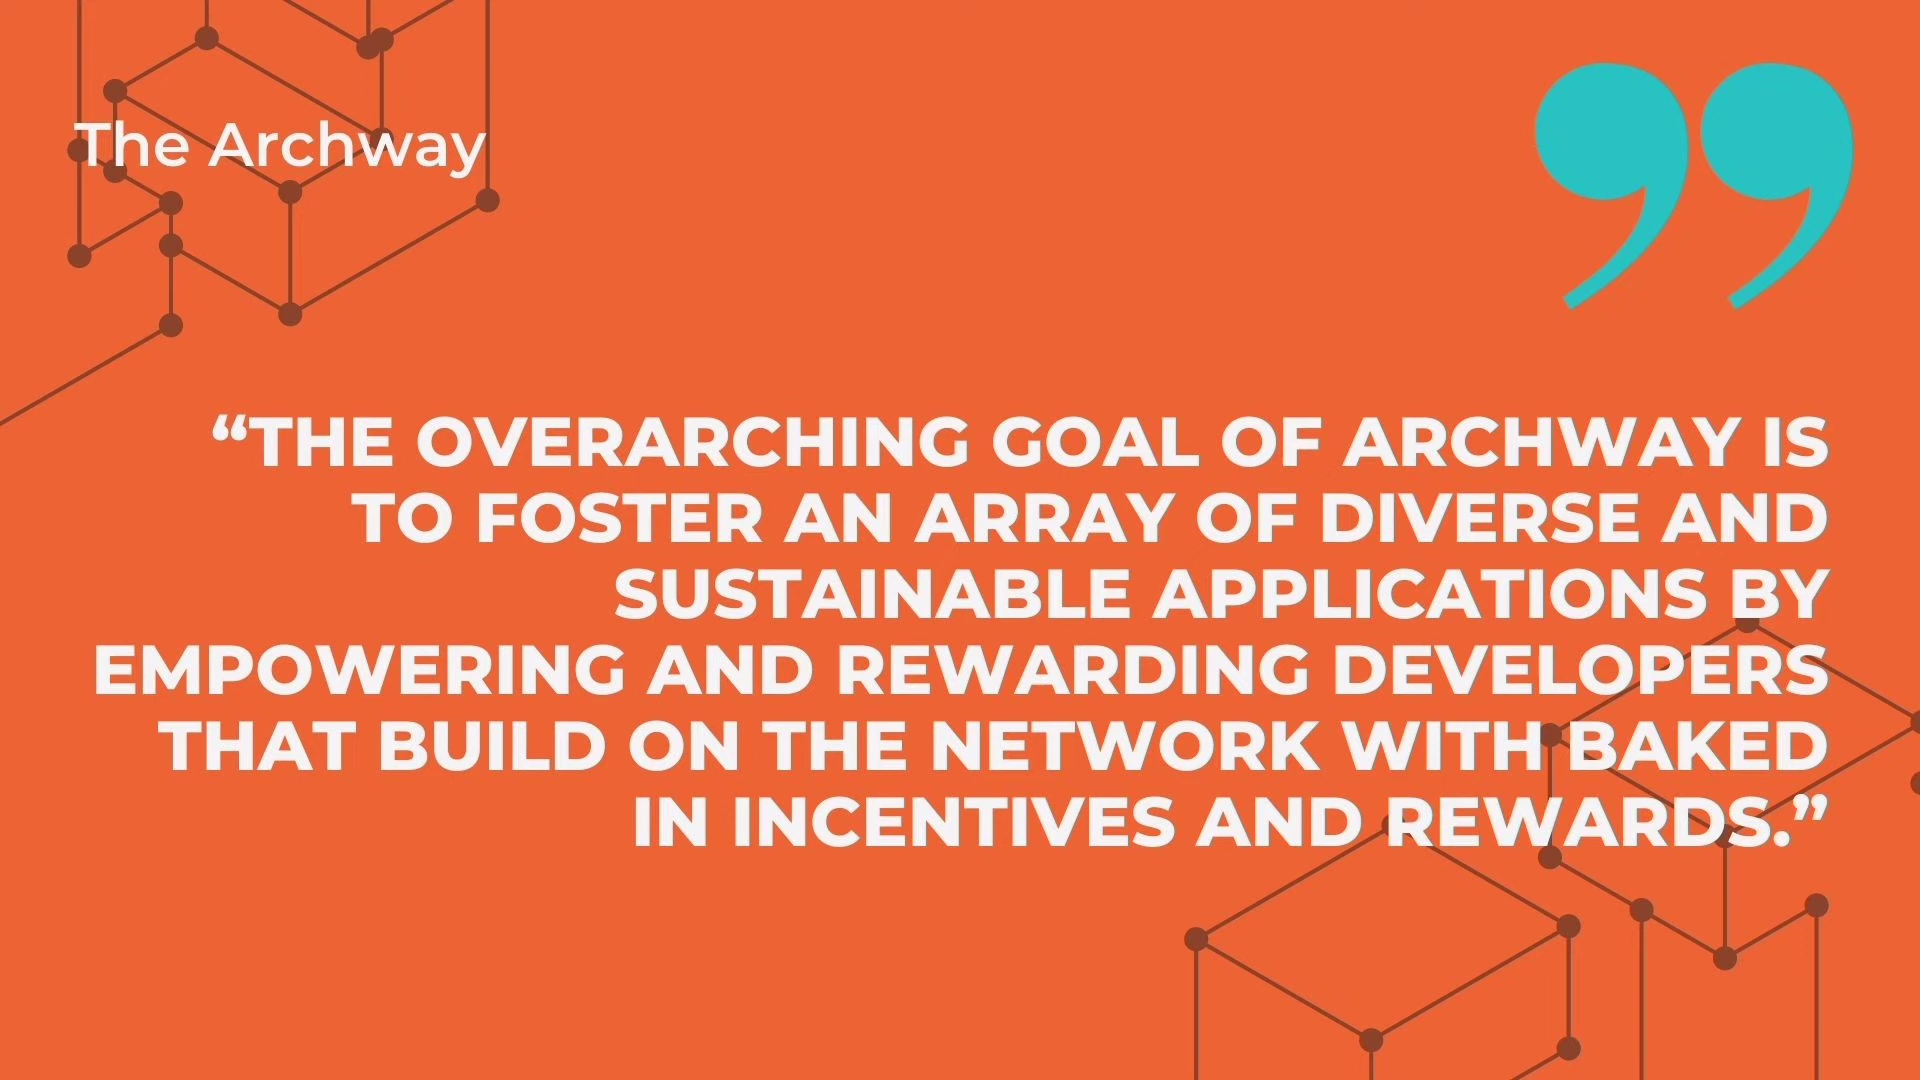 The Archway
“THE OVERARCHING GOAL OF ARCHWAY IS
TO FOSTER AN ARRAY OF DIVERSE AND
SUSTAINABLE APPLICATIONS BY
EMPOWERING AND REWARDING DEVELOPERS
THAT BUILD ON THE NETWORK WITH BAKED
IN INCENTIVES AND REWARDS.”